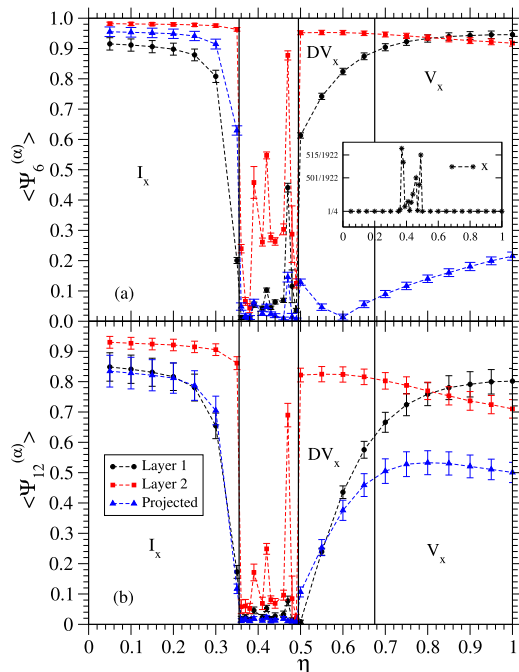 1.0
0.9
0.8
0.7
0.6
0.5
0.4
0.3
0.2
0.1
0.0
<Ψ₆⁽ᵅ⁾>
Iₓ
DVₓ
Vₓ
(a)
515/1922
501/1922
1/4
x
0 0.2 0.4 0.6 0.8 1
0.9
0.8
0.7
0.6
0.5
0.4
0.3
0.2
0.1
0
<Ψ₁₂⁽ᵅ⁾>
DVₓ
Layer 1
Layer 2
Projected
Iₓ
Vₓ
(b)
0 0.1 0.2 0.3 0.4 0.5 0.6 0.7 0.8 0.9 1
η